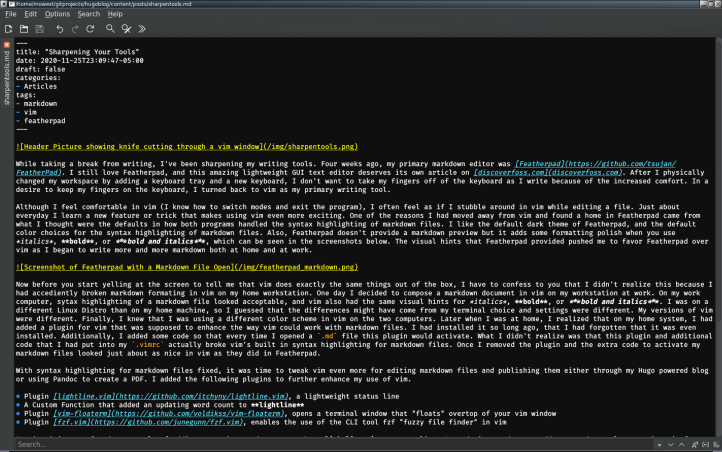 /home/mowest/gitprojects/hugoblog/content/posts/sharpentools.md
File Edit Options Search Help
sharpentools.md
---
title: "Sharpening Your Tools"
date: 2020-11-25T23:09:47-05:00
draft: false
categories:
- Articles
tags:
- markdown
- vim
- featherpad
---
![Header Picture showing knife cutting through a vim window](/img/sharpentools.png)
While taking a break from writing, I've been sharpening my writing tools. Four weeks ago, my primary markdown editor was [Featherpad](https://github.com/tsujan/
FeatherPad). I still love Featherpad, and this amazing lightweight GUI text editor deserves its own article on [discoverfoss.com](discoverfoss.com). After I physically
changed my workspace by adding a keyboard tray and a new keyboard, I don't want to take my fingers off of the keyboard as I write because of the increased comfort. In a
desire to keep my fingers on the keyboard, I turned back to vim as my primary writing tool.
Although I feel comfortable in vim (I know how to switch modes and exit the program), I often feel as if I stumble around in vim while editing a file. Just about
everyday I learn a new feature or trick that makes using vim even more exciting. One of the reasons I had moved away from vim and found a home in Featherpad came from
what I thought were the defaults in how both programs handled the syntax highlighting of markdown files. I like the default dark theme of Featherpad, and the default
color choices for the syntax highlighting of markdown files. Also, Featherpad doesn't provide a markdown preview but it adds some formatting polish when you use
*italics*, **bold**, or ***bold and italics***, which can be seen in the screenshots below. The visual hints that Featherpad provided pushed me to favor Featherpad over
vim as I began to write more and more markdown both at home and at work.
![Screenshot of Featherpad with a Markdown File Open](/img/featherpad_markdown.png)
Now before you start yelling at the screen to tell me that vim does exactly the same things out of the box, I have to confess to you that I didn't realize this because I
had accediently broken markdown formating in vim on my home workstation. One day I decided to compose a markdown document in vim on my workstation at work. On my work
computer, sytax highlighting of a markdown file looked acceptable, and vim also had the same visual hints for *italics*, **bold**, or ***bold and italics***. I was on a
different Linux Distro than on my home machine, so I guessed that the differences might have come from my terminal choice and settings were different. My versions of vim
were different. Finally, I knew that I was using a different color scheme in vim on the two computers. Later when I was at home, I realized that on my home system, I had
added a plugin for vim that was supposed to enhance the way vim could work with markdown files. I had installed it so long ago, that I had forgotten that it was even
installed. Additionally, I added some code so that every time I opened a `.md` file this plugin would activate. What I didn't realize was that this plugin and additional
code that I had put into my `.vimrc` actually broke vim's built in syntax highlighting for markdown files. Once I removed the plugin and the extra code to activate my
markdown files looked just about as nice in vim as they did in Featherpad.
With syntax highlighting for markdown files fixed, it was time to tweak vim even more for editing markdown files and publishing them either through my Hugo powered blog
or using Pandoc to create a PDF. I added the following plugins to further enhance my use of vim.
* Plugin [lightline.vim](https://github.com/itchyny/lightline.vim), a lightweight status line
* A Custom Function that added an updating word count to **lightline**
* Plugin [vim-floaterm](https://github.com/voldikss/vim-floaterm), opens a terminal window that "floats" overtop of your vim window
* Plugin [fzf.vim](https://github.com/junegunn/fzf.vim), enables the use of the CLI tool fzf "fuzzy file finder" in vim
Search...